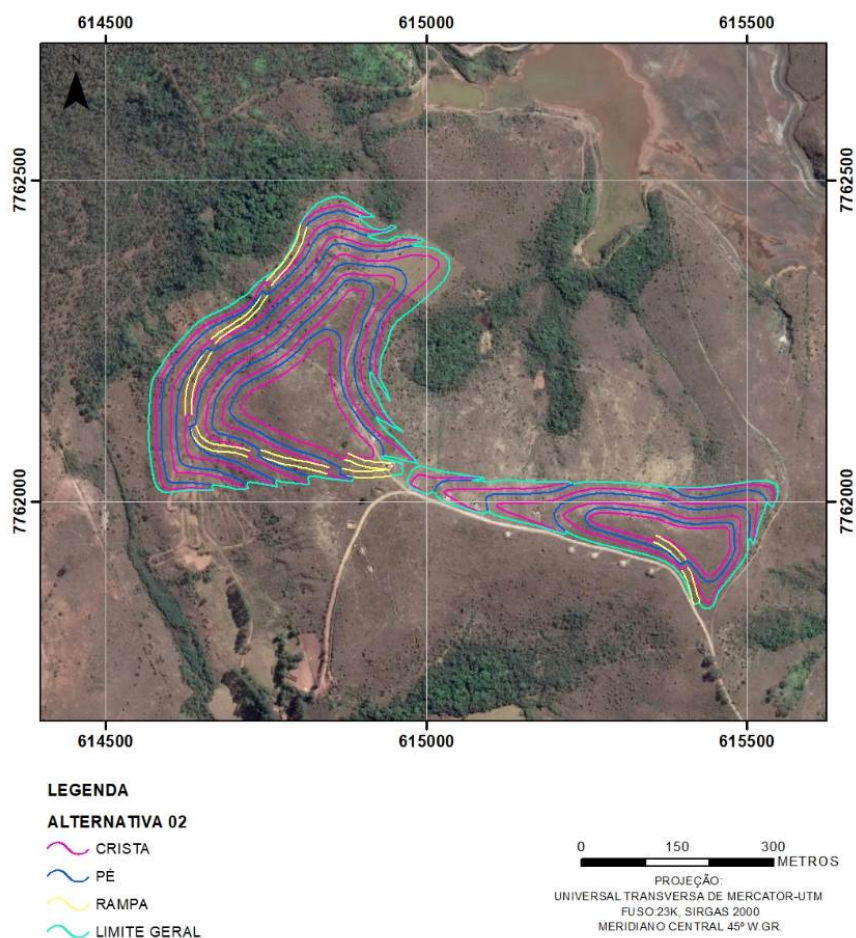 614500 615000 615500
N
7762500 7762500
7762000 7762000
614500 615000 615500
LEGENDA
ALTERNATIVA 02
CRISTA
PÉ
RAMPA
LIMITE GERAL
0 150 300
METROS
PROJEÇÃO:
UNIVERSAL TRANSVERSA DE MERCATOR-UTM
FUSO:23K, SIRGAS 2000
MERIDIANO CENTRAL 45º W.GR.